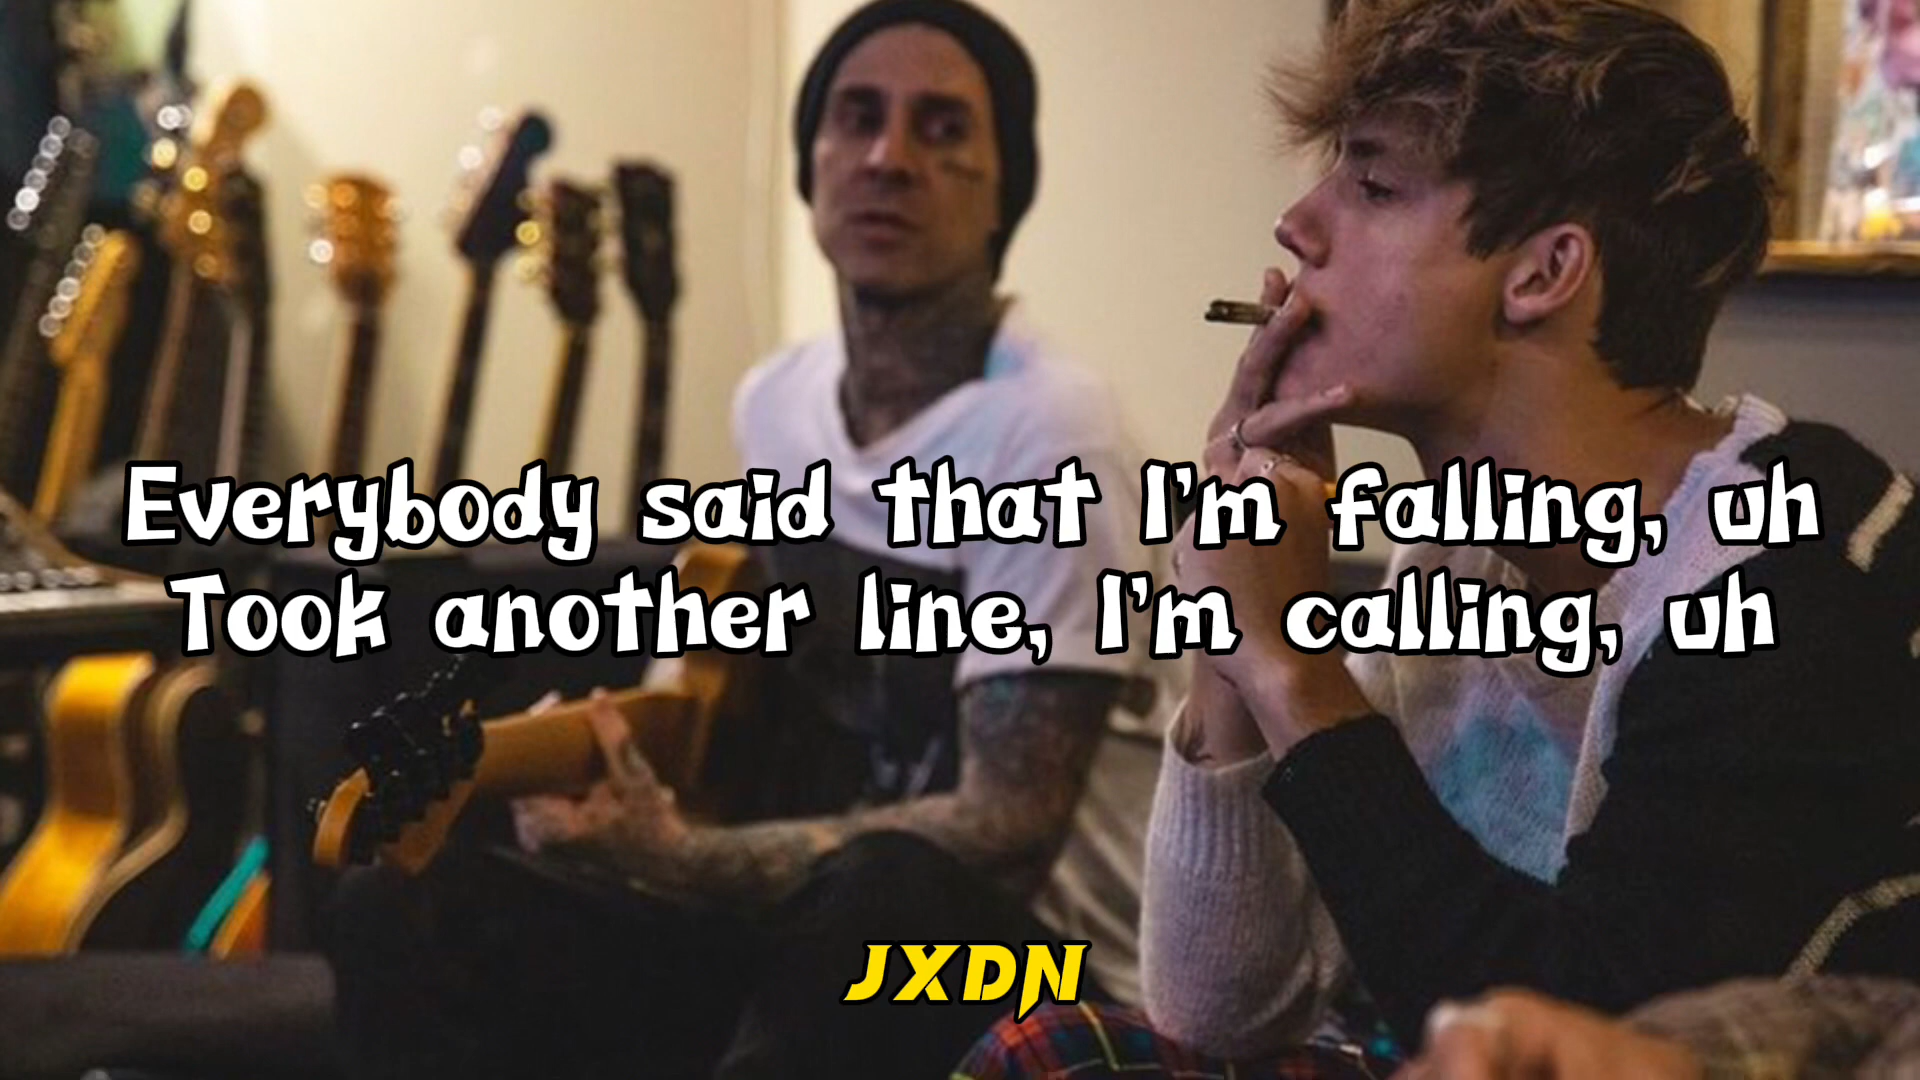 Everybody said that I'm falling, uh
Took another line, I'm calling, uh
JXDN